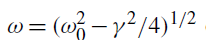 ω = (ω₀² − γ²/4)^{1/2}